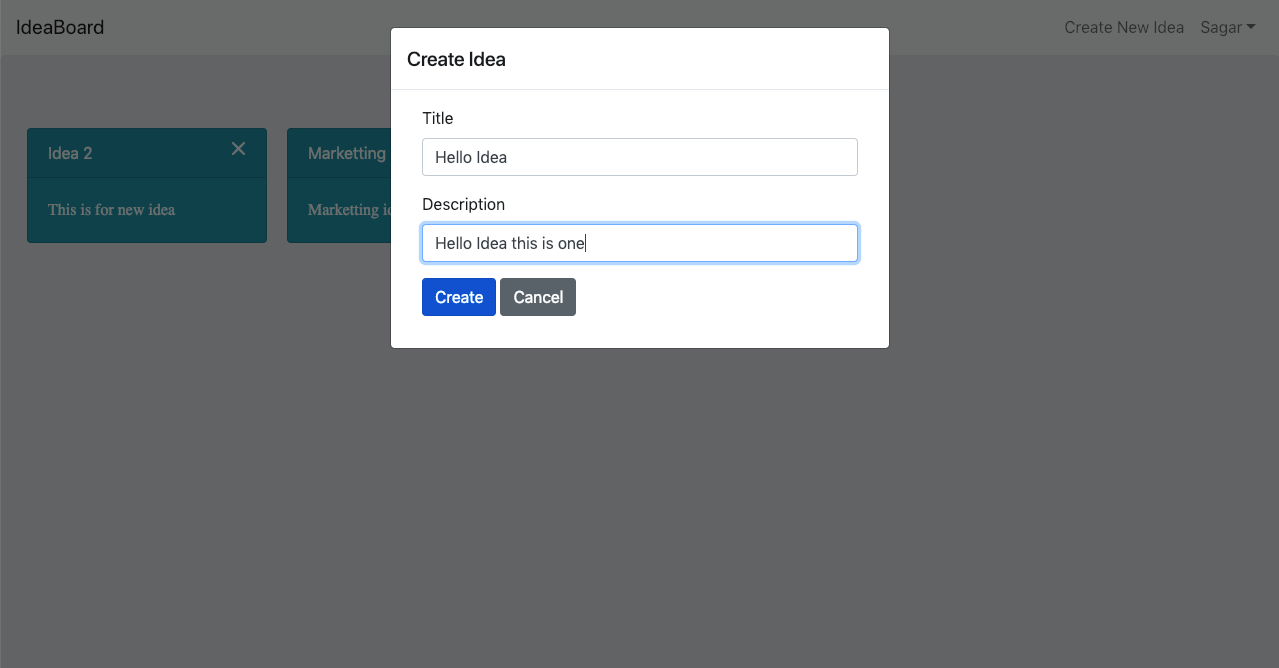 IdeaBoard
Create New Idea Sagar
Create Idea
Title
Hello Idea
Description
Hello Idea this is one
Create Cancel
Idea 2
This is for new idea
Marketting
Marketting